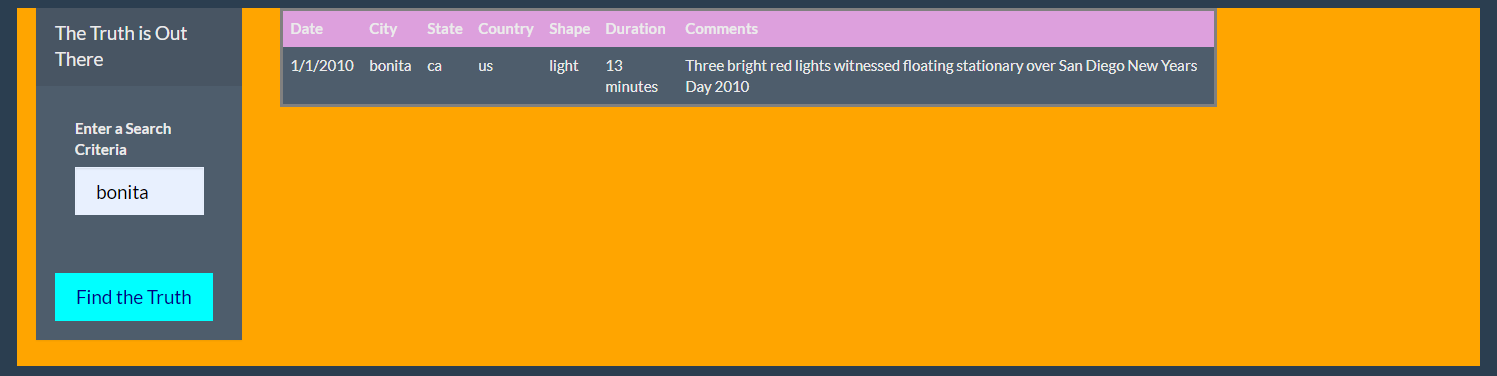 The Truth is Out
There
Enter a Search
Criteria
bonita
Find the Truth
Date City State Country Shape Duration Comments
1/1/2010 bonita ca us light 13 Three bright red lights witnessed floating stationary over San Diego New Years
minutes Day 2010